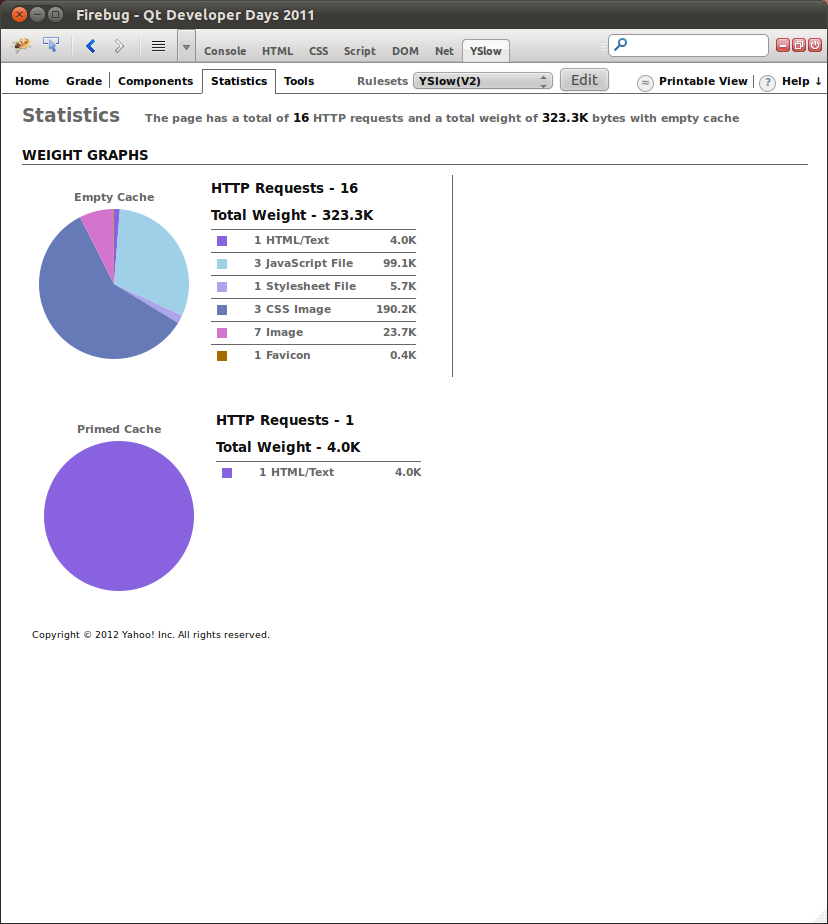 Firebug - Qt Developer Days 2011
Console HTML CSS Script DOM Net YSlow
Home Grade Components Statistics Tools Rulesets YSlow(V2) Edit ≈ Printable View ? Help ↓
Statistics The page has a total of 16 HTTP requests and a total weight of 323.3K bytes with empty cache
WEIGHT GRAPHS
Empty Cache
HTTP Requests - 16
Total Weight - 323.3K
1 HTML/Text 4.0K
3 JavaScript File 99.1K
1 Stylesheet File 5.7K
3 CSS Image 190.2K
7 Image 23.7K
1 Favicon 0.4K
Primed Cache
HTTP Requests - 1
Total Weight - 4.0K
1 HTML/Text 4.0K
Copyright © 2012 Yahoo! Inc. All rights reserved.